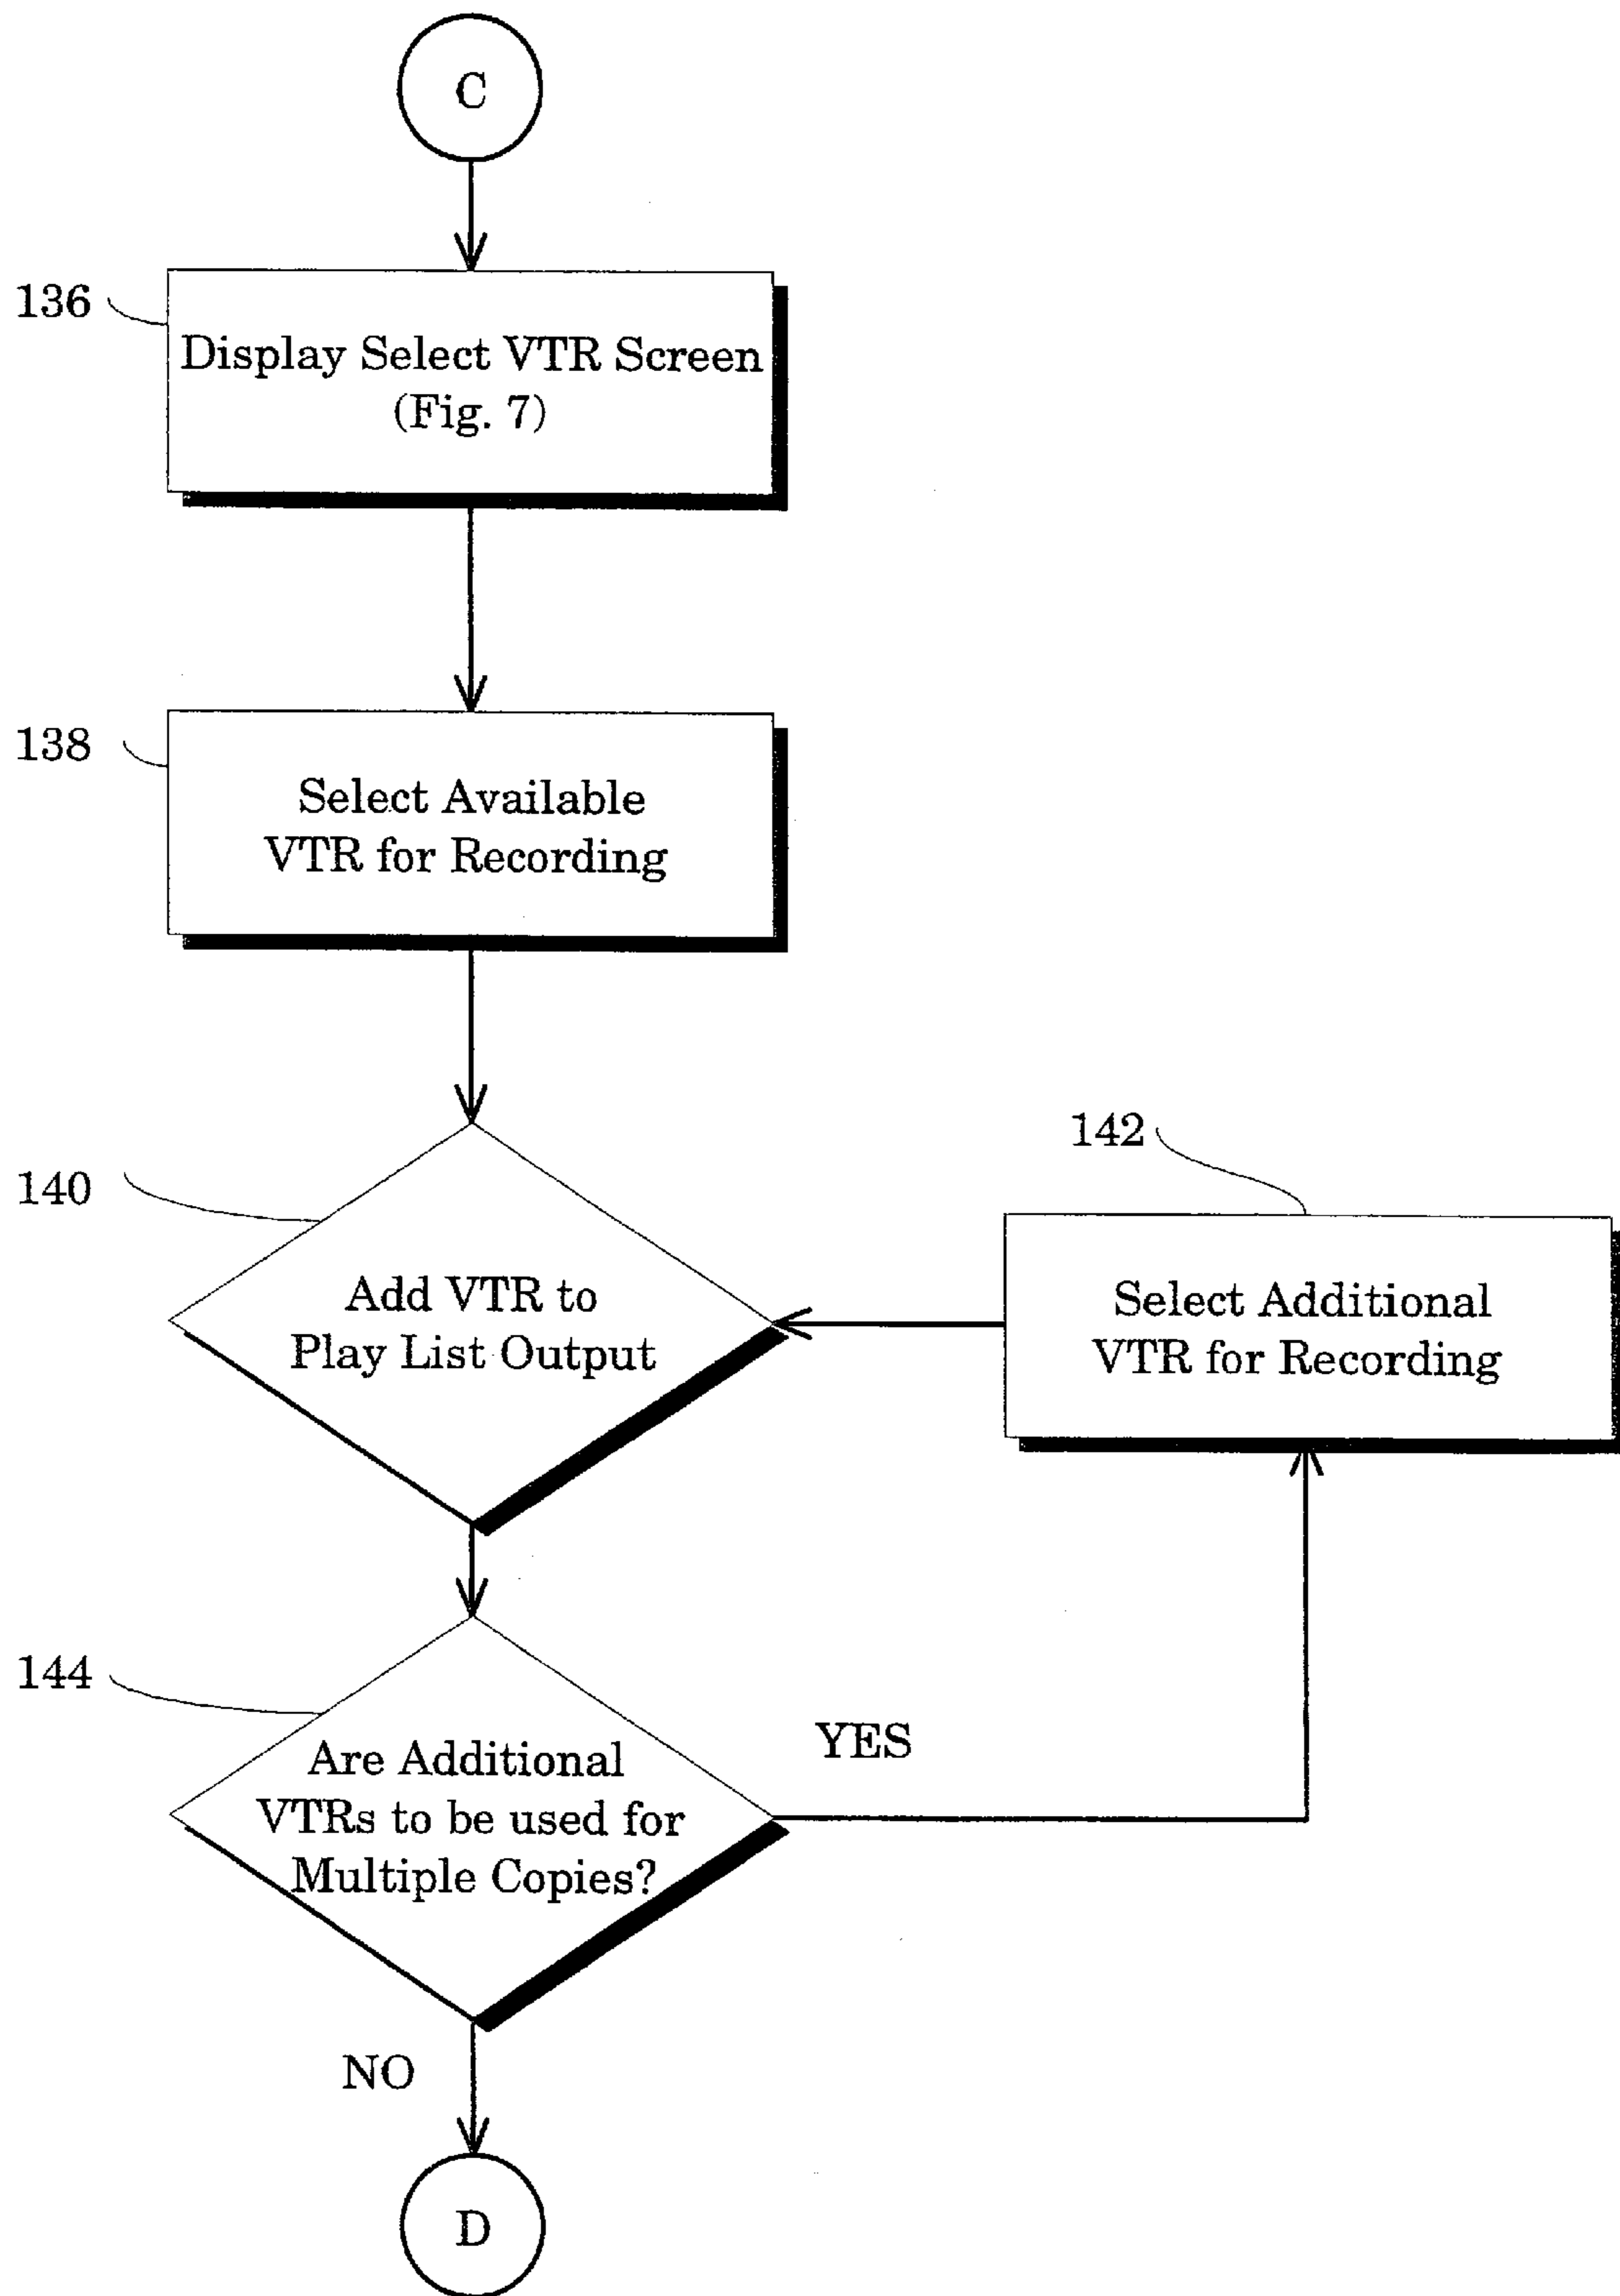 C
136
Display Select VTR Screen
(Fig. 7)
138
Select Available
VTR for Recording
140
Add VTR to
Play List Output
142
Select Additional
VTR for Recording
144
Are Additional
VTRs to be used for
Multiple Copies?
YES
NO
D